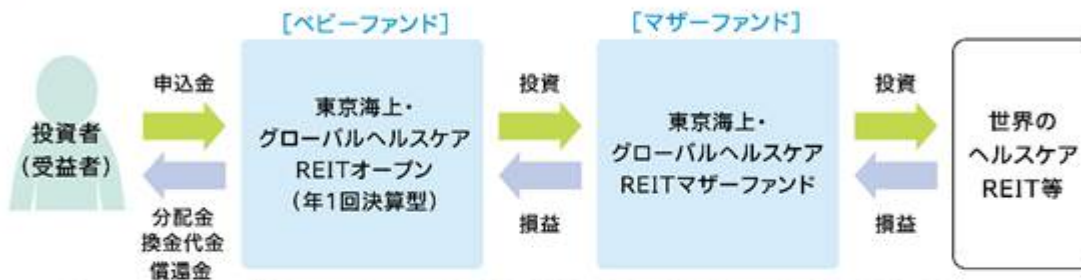 [ベビーファンド]
[マザーファンド]
投資者
(受益者)
申込金
分配金
換金代金
償還金
東京海上・
グローバルヘルスケア
REITオープン
(年1回決算型)
投資
損益
東京海上・
グローバルヘルスケア
REITマザーファンド
投資
損益
世界の
ヘルスケア
REIT等